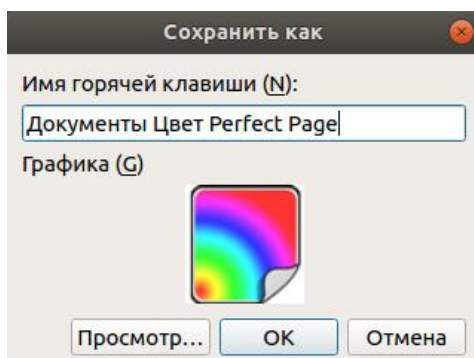 Сохранить как
Имя горячей клавиши (N):
Документы Цвет Perfect Page
Графика (G)
Просмотр... OK Отмена